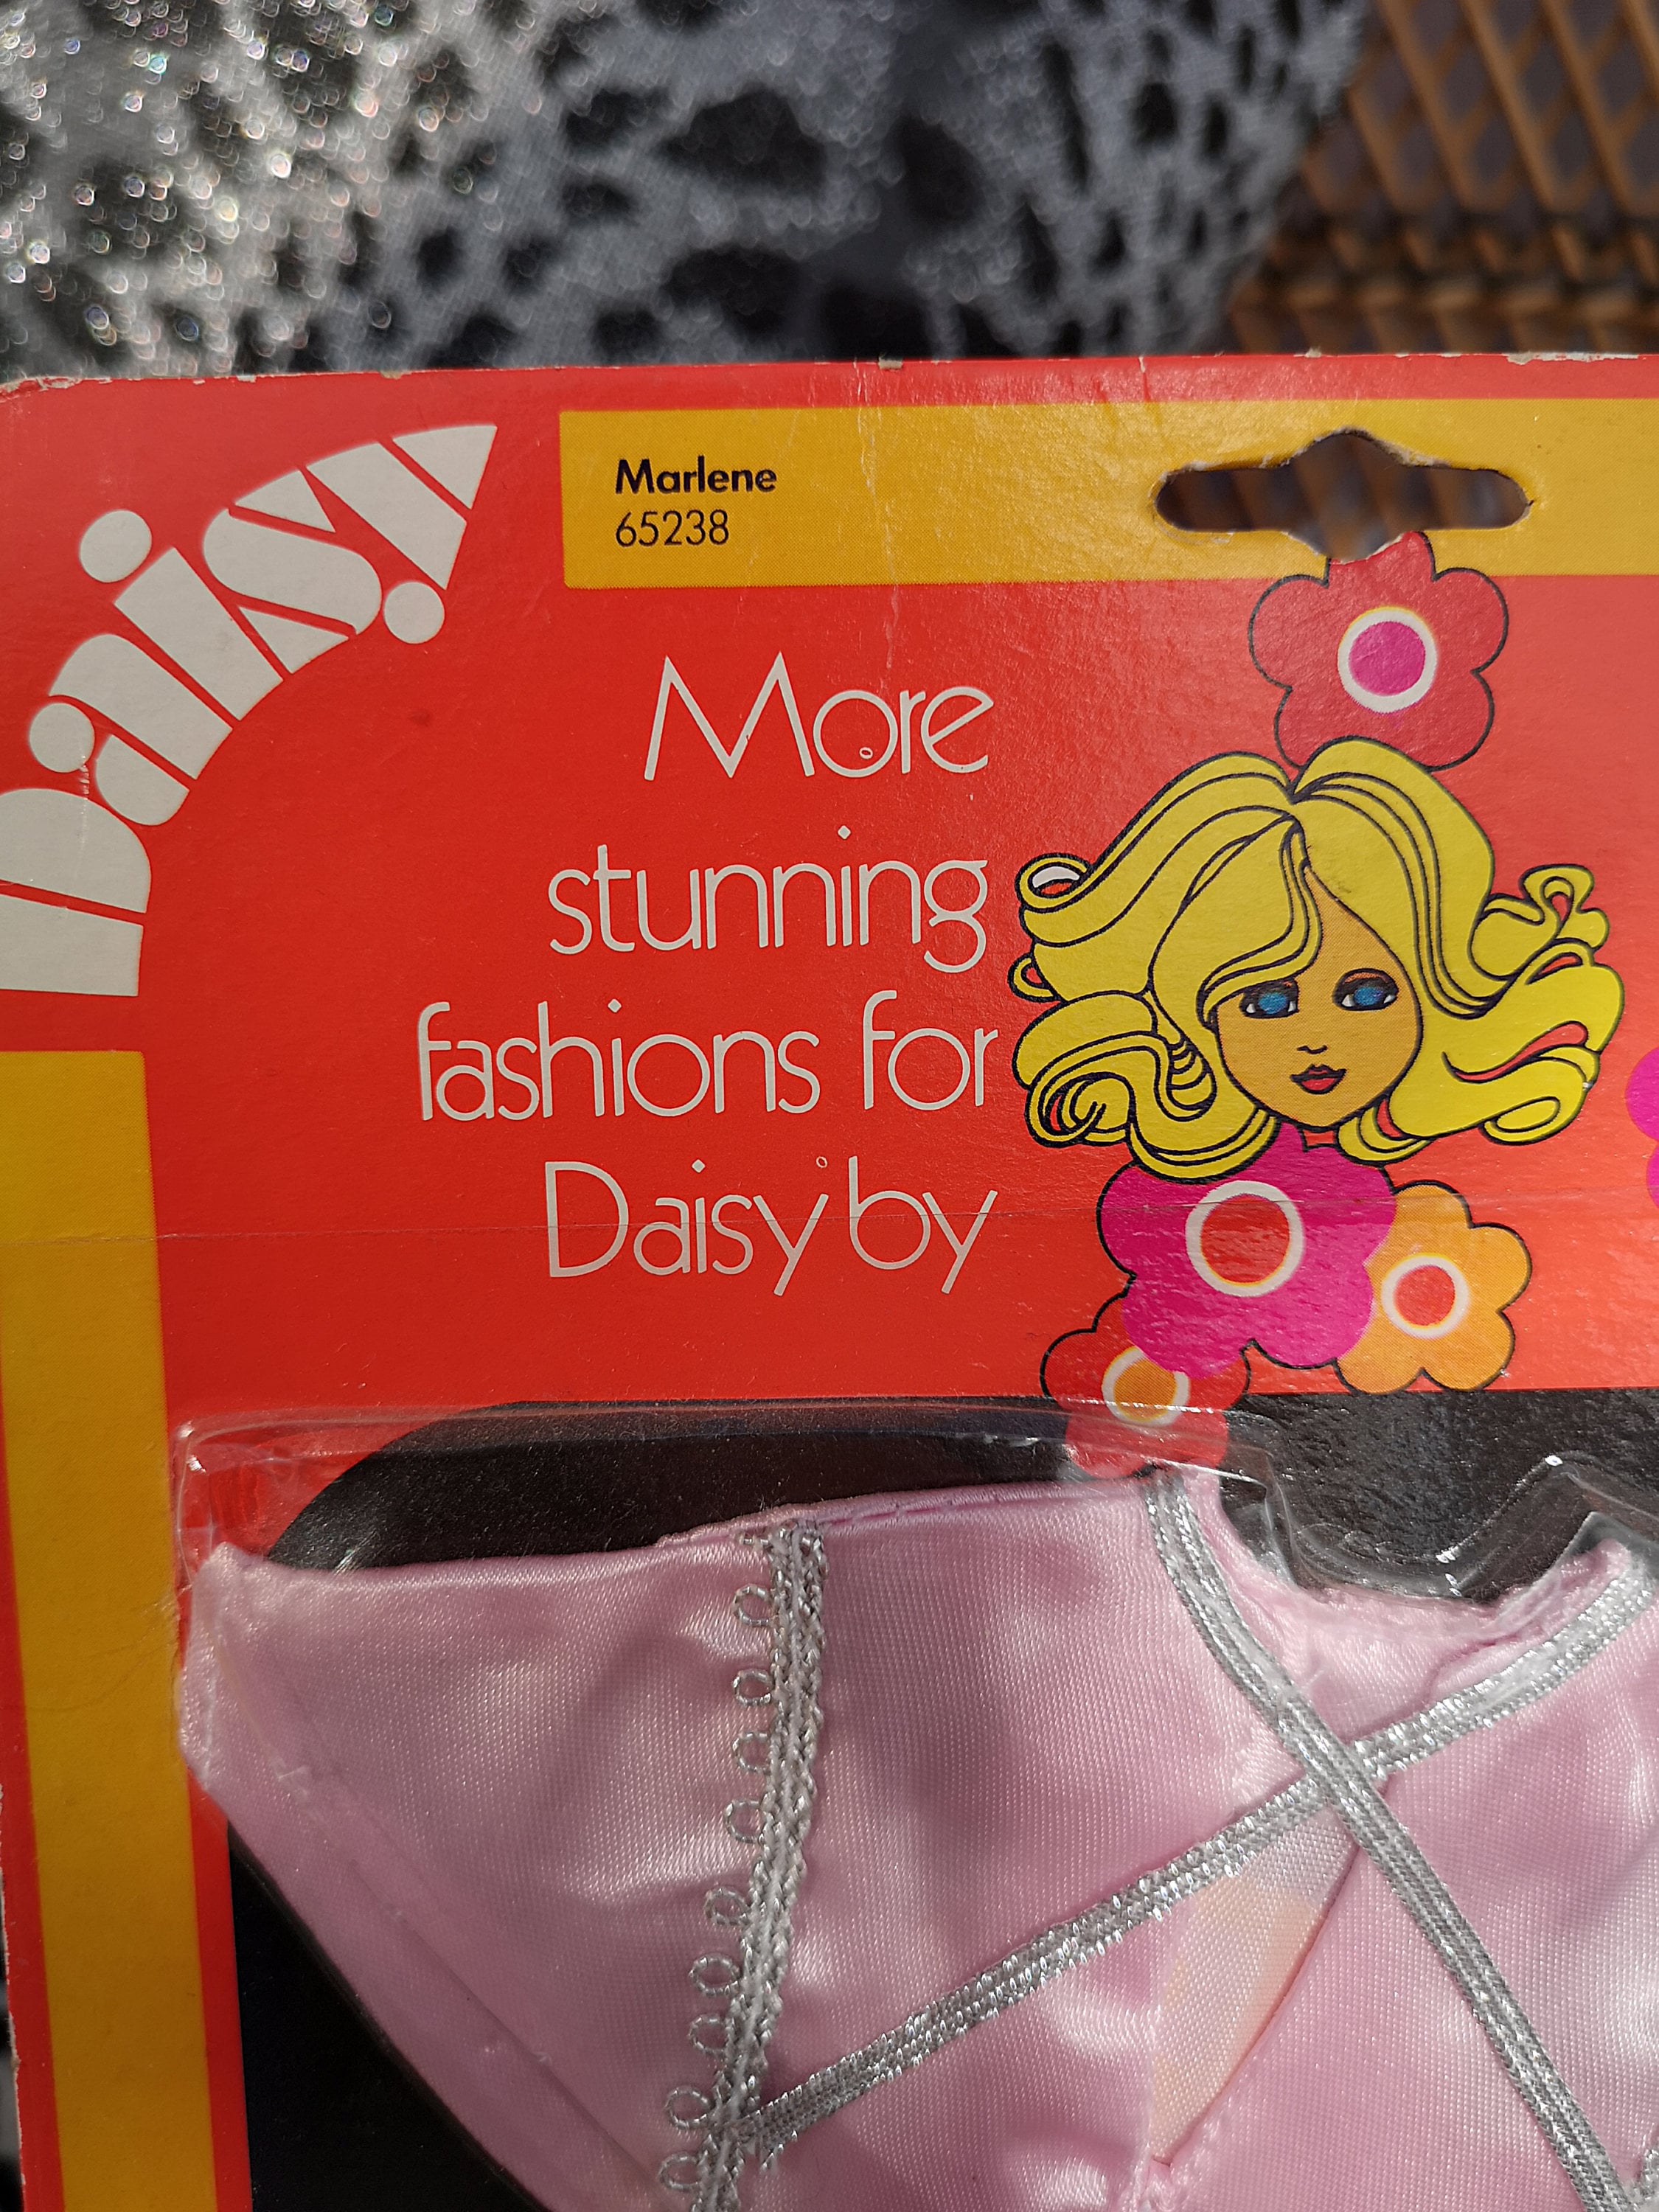 Daisy
Marlene
65238
More
stunning
fashions for
Daisy by